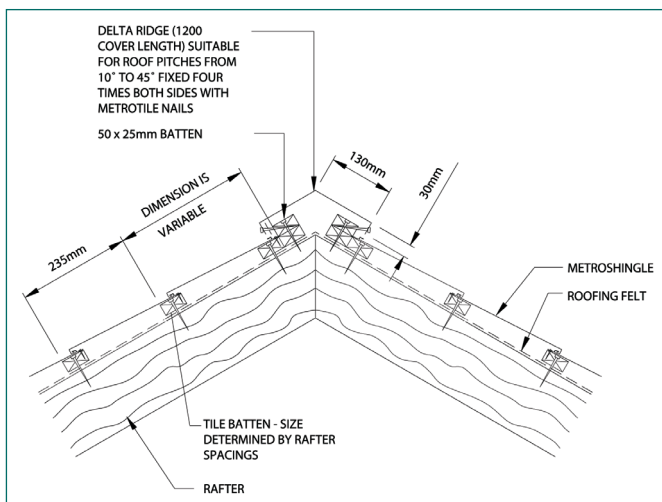 DELTA RIDGE (1200
COVER LENGTH) SUITABLE
FOR ROOF PITCHES FROM
10˚ TO 45˚ FIXED FOUR
TIMES BOTH SIDES WITH
METROTILE NAILS
50 x 25mm BATTEN
130mm
30mm
DIMENSION IS
VARIABLE
235mm
METROSHINGLE
ROOFING FELT
TILE BATTEN - SIZE
DETERMINED BY RAFTER
SPACINGS
RAFTER